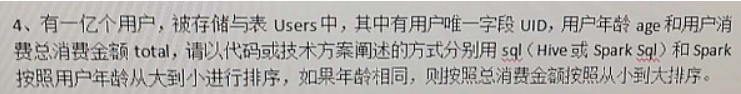 4、有一亿个用户，被存储与表 Users 中，其中有用户唯一字段 UID，用户年龄 age 和用户消
费总消费金额 total，请以代码或技术方案阐述的方式分别用 sql（Hive 或 Spark Sql）和 Spark
按照用户年龄从大到小进行排序，如果年龄相同，则按照总消费金额按照从小到大排序。